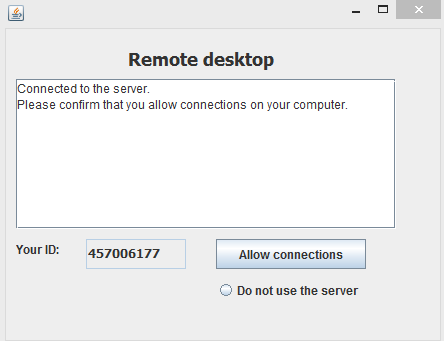 Remote desktop
Connected to the server.
Please confirm that you allow connections on your computer.
Your ID:
457006177
Allow connections
Do not use the server